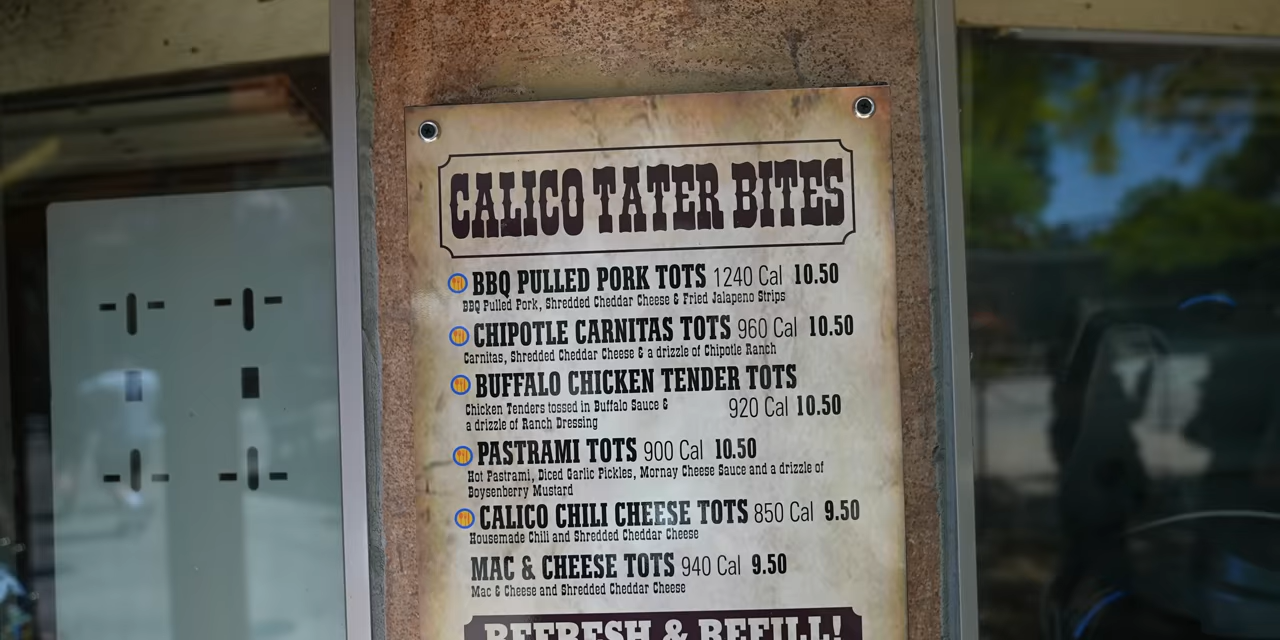 CALICO TATER BITES
BBQ PULLED PORK TOTS 1240 Cal 10.50
BBQ Pulled Pork, Shredded Cheddar Cheese & Fried Jalapeno Strips
CHIPOTLE CARNITAS TOTS 960 Cal 10.50
Carnitas, Shredded Cheddar Cheese & a drizzle of Chipotle Ranch
BUFFALO CHICKEN TENDER TOTS
Chicken Tenders tossed in Buffalo Sauce &
a drizzle of Ranch Dressing
920 Cal 10.50
PASTRAMI TOTS 900 Cal 10.50
Hot Pastrami, Diced Garlic Pickles, Mornay Cheese Sauce and a drizzle of
Boysenberry Mustard
CALICO CHILI CHEESE TOTS 850 Cal 9.50
Housemade Chili and Shredded Cheddar Cheese
MAC & CHEESE TOTS 940 Cal 9.50
Mac & Cheese and Shredded Cheddar Cheese
REFRESH & REFILL!